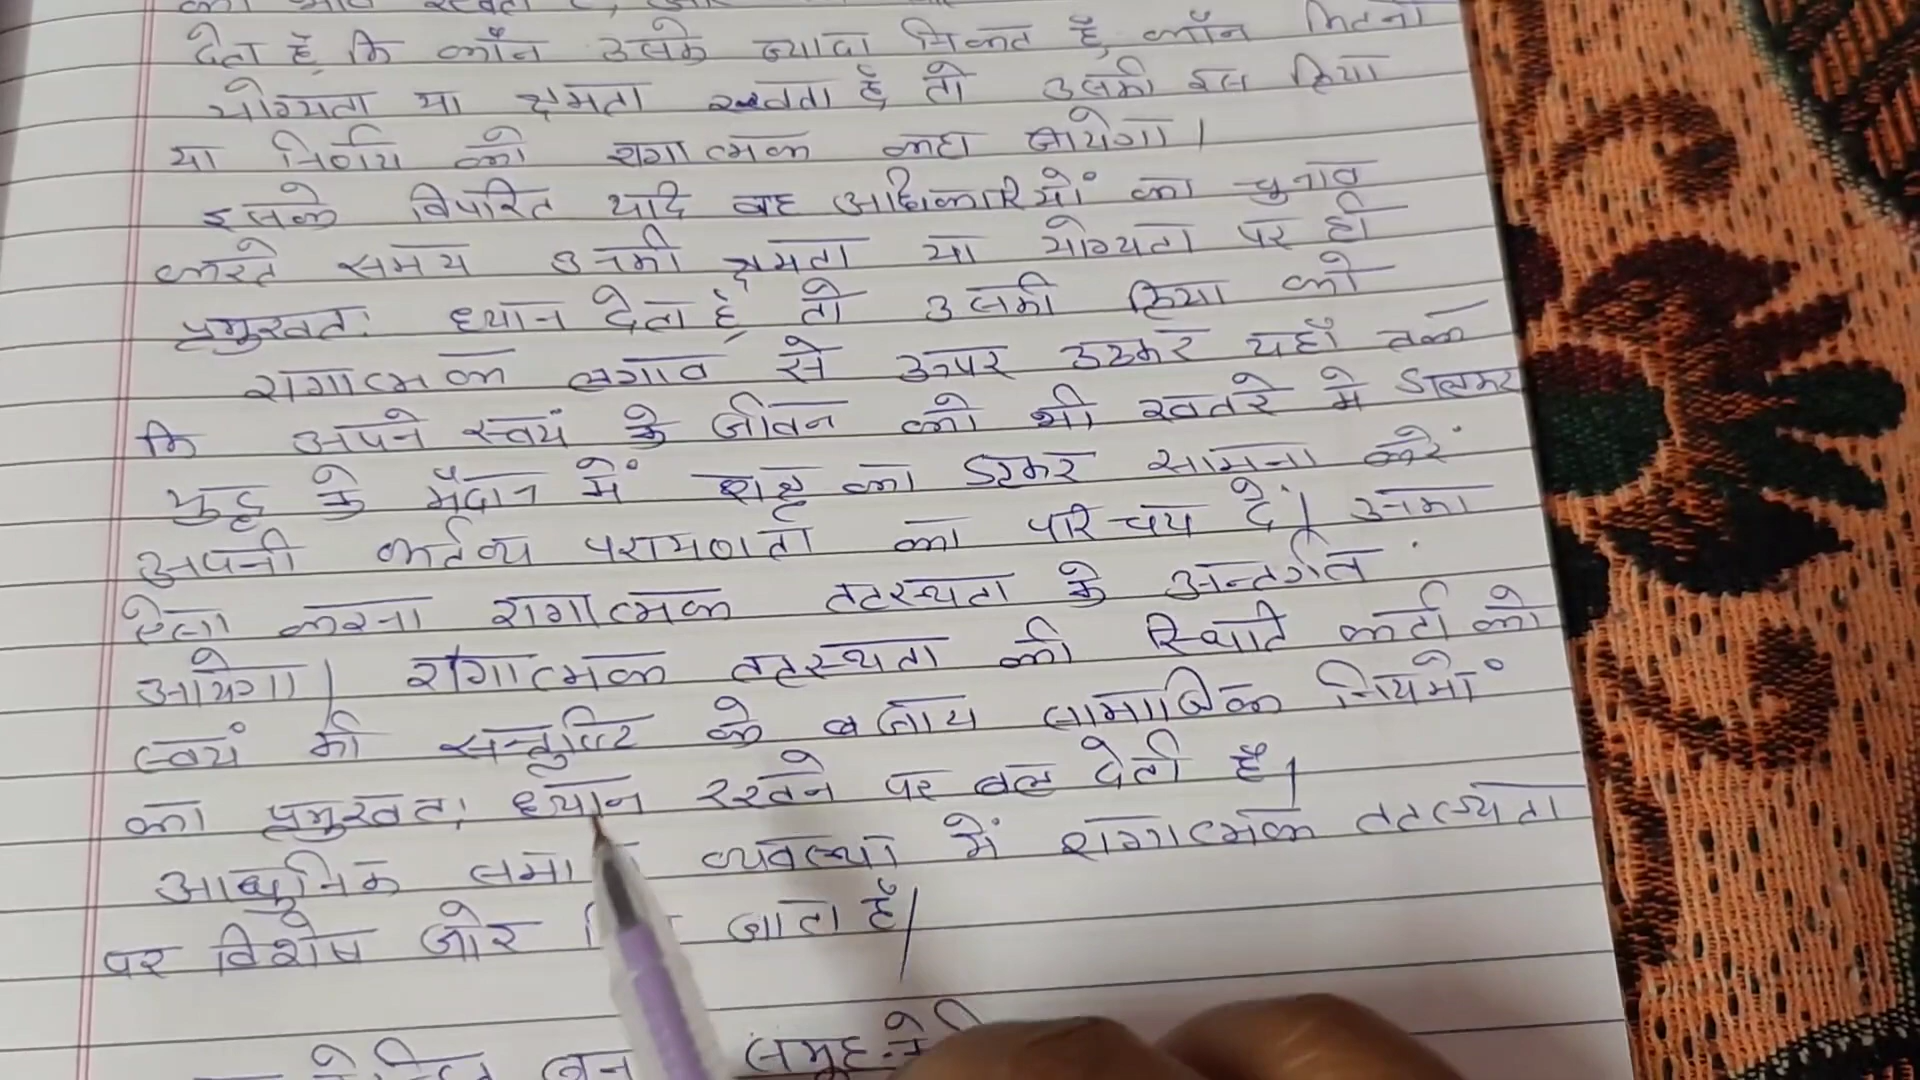 देता है, कि कौन उसके ज्यादा निकट है, कौन कितनी
योग्यता या क्षमता रखता है, तो उसकी इस क्रिया
या निर्णय को रागात्मक कहा जायेगा।
इसके विपरित यदि वह अधिकारियों का चुनाव
करते समय उनकी क्षमता या योग्यता पर ही
प्रमुखतः ध्यान देता है, तो उसकी क्रिया को
रागात्मक लगाव से ऊपर उठकर यहाँ तक
कि अपने स्वयं के जीवन को भी खतरे में डालकर
युद्ध के मैदान में शत्रु का डटकर सामना करें
अपनी कर्तव्य परायणता का परिचय दें। उनका
ऐसा करना रागात्मक तटस्थता के अन्तर्गत
आयेगा। रागात्मक तटस्थता की स्थिति कर्ता को
स्वयं की सन्तुष्टि के बजाय सामाजिक नियमों
का प्रमुखतः ध्यान रखने पर बल देती है।
आधुनिक समा व्यवस्था में रागात्मक तटस्थता
पर विशेष जोर जाता है।